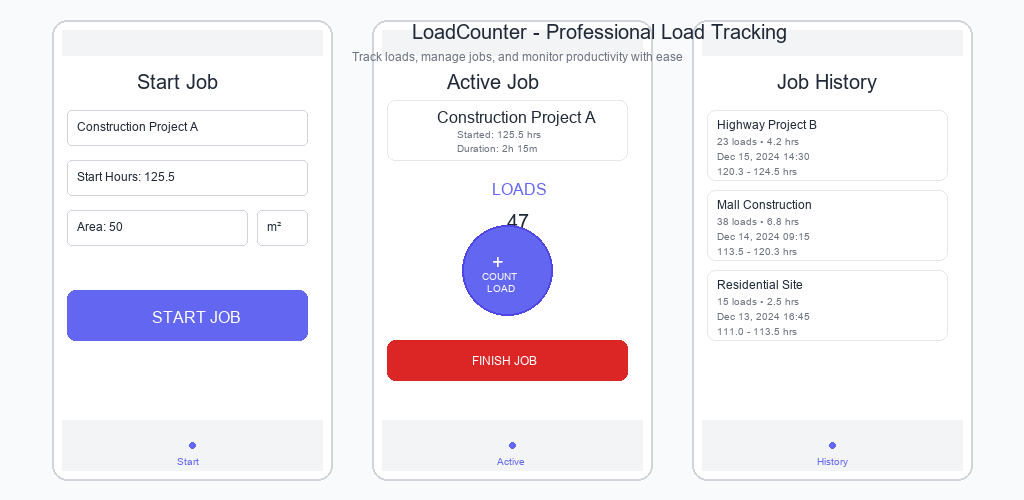 LoadCounter - Professional Load Tracking
Track loads, manage jobs, and monitor productivity with ease
Start Job
Construction Project A
Start Hours: 125.5
Area: 50
m²
START JOB
Start
Active Job
Construction Project A
Started: 125.5 hrs
Duration: 2h 15m
LOADS
47
+
COUNT
LOAD
FINISH JOB
Active
Job History
Highway Project B
23 loads • 4.2 hrs
Dec 15, 2024 14:30
120.3 - 124.5 hrs
Mall Construction
38 loads • 6.8 hrs
Dec 14, 2024 09:15
113.5 - 120.3 hrs
Residential Site
15 loads • 2.5 hrs
Dec 13, 2024 16:45
111.0 - 113.5 hrs
History